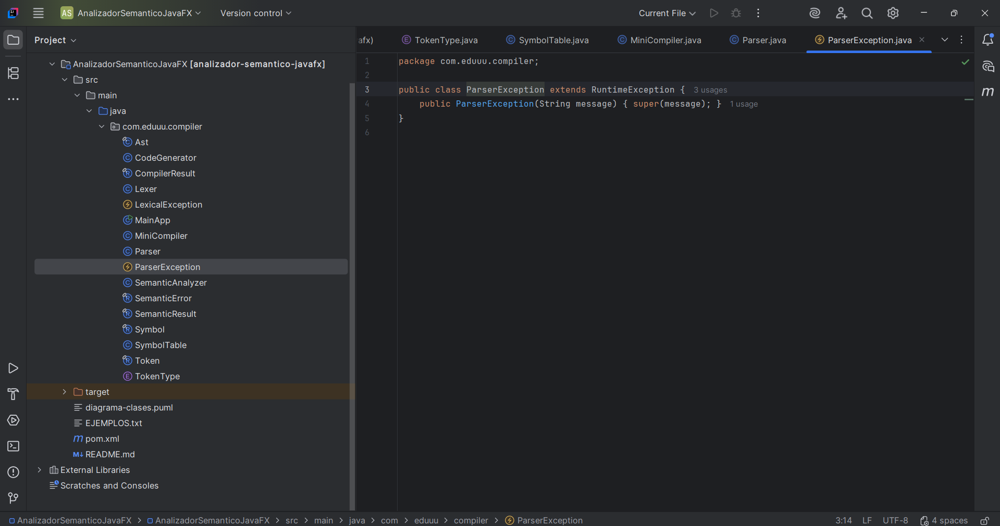 AS AnalizadorSemanticoJavaFX Version control Current File
Project
afx) TokenType.java SymbolTable.java MiniCompiler.java Parser.java ParserException.java
AnalizadorSemanticoJavaFX [analizador-semantico-javafx]
src
main
java
com.eduuu.compiler
Ast
CodeGenerator
CompilerResult
Lexer
LexicalException
MainApp
MiniCompiler
Parser
ParserException
SemanticAnalyzer
SemanticError
SemanticResult
Symbol
SymbolTable
Token
TokenType
target
diagrama-clases.puml
EJEMPLOS.txt
pom.xml
README.md
External Libraries
Scratches and Consoles
1 package com.eduuu.compiler;
2
3 public class ParserException extends RuntimeException { 3 usages
4 public ParserException(String message) { super(message); } 1 usage
5 }
6
AnalizadorSemanticoJavaFX > AnalizadorSemanticoJavaFX > src > main > java > com > eduuu > compiler > ParserException 3:14 LF UTF-8 4 spaces